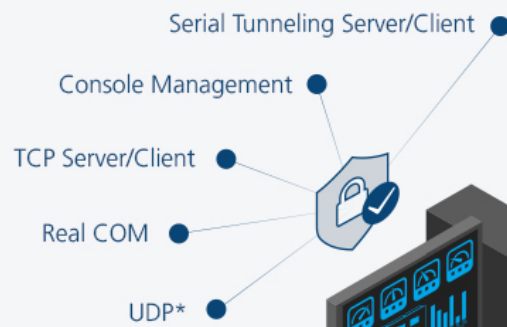 Serial Tunneling Server/Client
Console Management
TCP Server/Client
Real COM
UDP*